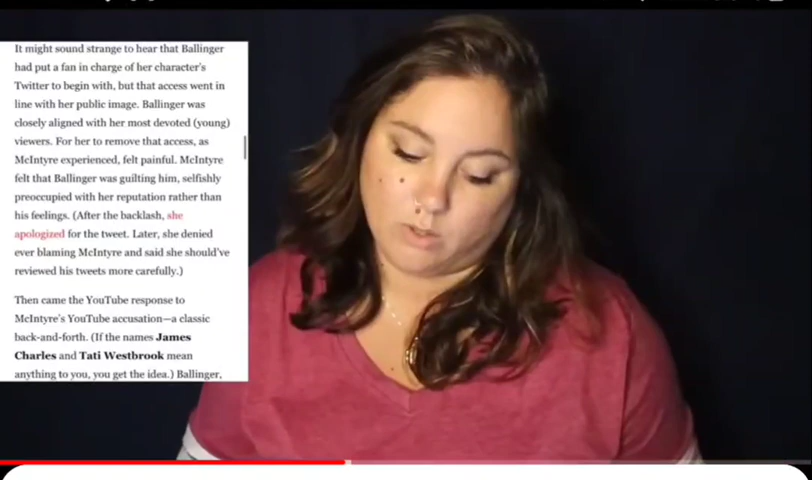 It might sound strange to hear that Ballinger
had put a fan in charge of her character's
Twitter to begin with, but that access went in
line with her public image. Ballinger was
closely aligned with her most devoted (young)
viewers. For her to remove that access, as
McIntyre experienced, felt painful. McIntyre
felt that Ballinger was guilting him, selfishly
preoccupied with her reputation rather than
his feelings. (After the backlash, she
apologized for the tweet. Later, she denied
ever blaming McIntyre and said she should've
reviewed his tweets more carefully.)
Then came the YouTube response to
McIntyre's YouTube accusation—a classic
back-and-forth. (If the names James
Charles and Tati Westbrook mean
anything to you, you get the idea.) Ballinger,